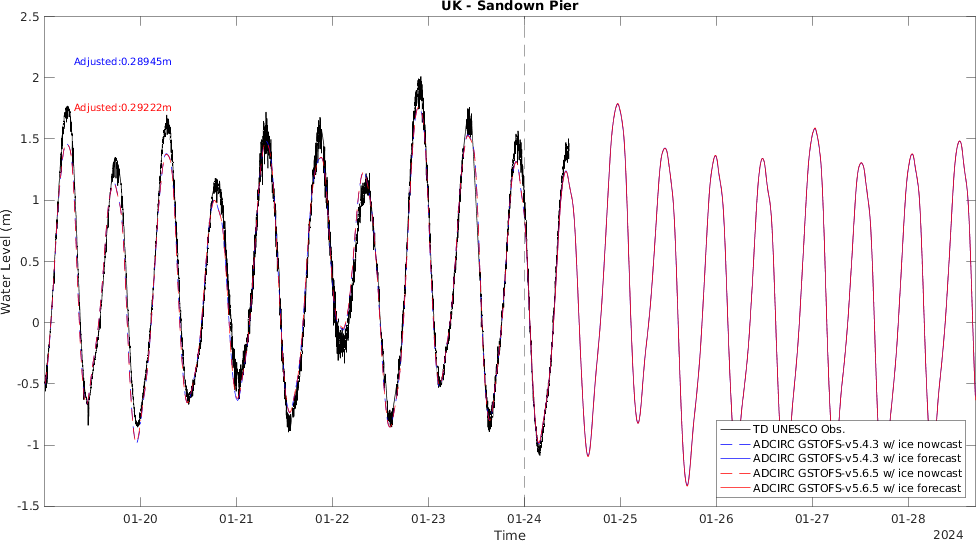 UK - Sandown Pier
2.5
2
1.5
1
0.5
0
-0.5
-1
-1.5
Water Level (m)
Adjusted:0.28945m
Adjusted:0.29222m
TD UNESCO Obs.
ADCIRC GSTOFS-v5.4.3 w/ ice nowcast
ADCIRC GSTOFS-v5.4.3 w/ ice forecast
ADCIRC GSTOFS-v5.6.5 w/ ice nowcast
ADCIRC GSTOFS-v5.6.5 w/ ice forecast
01-20 01-21 01-22 01-23 01-24 01-25 01-26 01-27 01-28
Time
2024